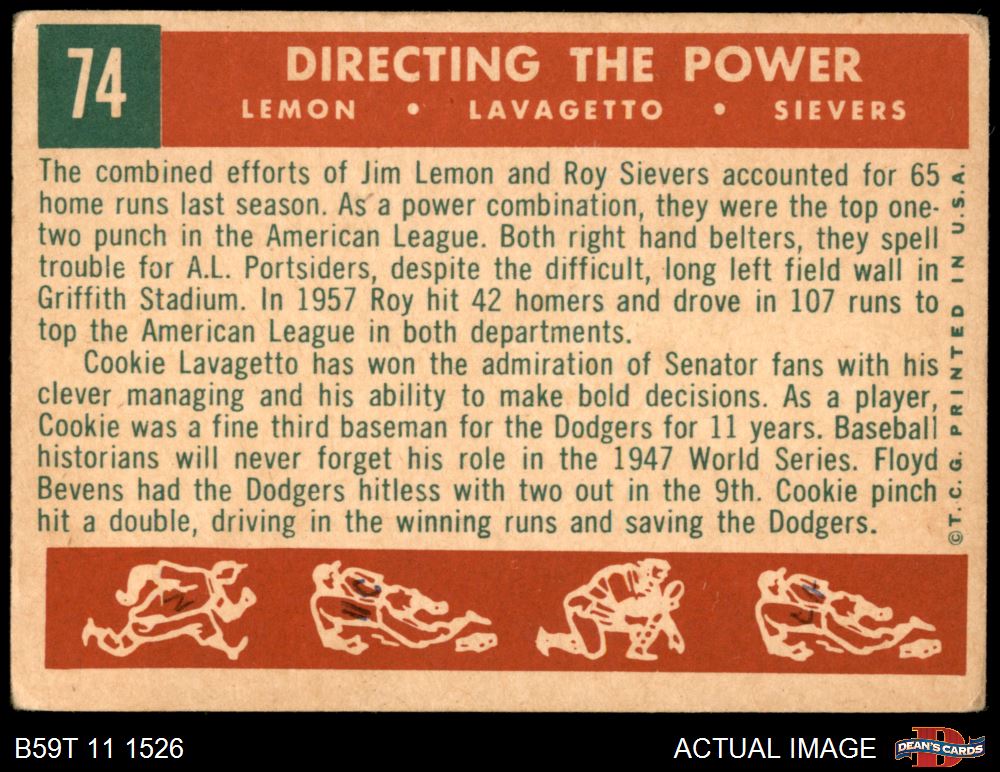 74
DIRECTING THE POWER
LEMON • LAVAGETTO • SIEVERS
The combined efforts of Jim Lemon and Roy Sievers accounted for 65
home runs last season. As a power combination, they were the top one-
two punch in the American League. Both right hand belters, they spell
trouble for A.L. Portsiders, despite the difficult, long left field wall in
Griffith Stadium. In 1957 Roy hit 42 homers and drove in 107 runs to
top the American League in both departments.
Cookie Lavagetto has won the admiration of Senator fans with his
clever managing and his ability to make bold decisions. As a player,
Cookie was a fine third baseman for the Dodgers for 11 years. Baseball
historians will never forget his role in the 1947 World Series. Floyd
Bevens had the Dodgers hitless with two out in the 9th. Cookie pinch
hit a double, driving in the winning runs and saving the Dodgers.
©T. C. G. PRINTED IN U.S.A.
B59T 11 1526
ACTUAL IMAGE
DEAN'S CARDS